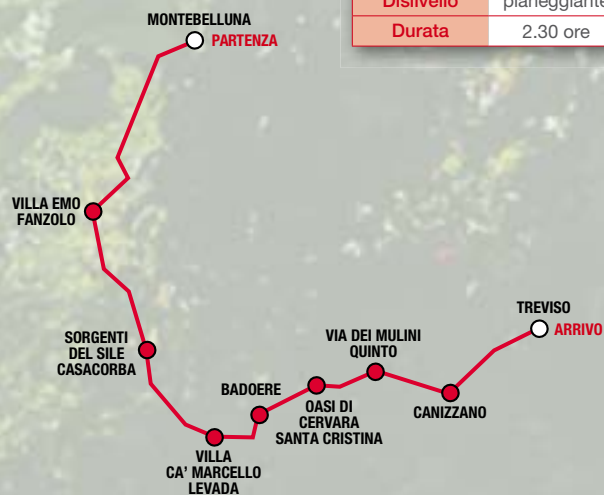 Dislivello pianeggiante
Durata 2.30 ore
MONTEBELLUNA
PARTENZA
VILLA EMO
FANZOLO
SORGENTI
DEL SILE
CASACORBA
VILLA
CA' MARCELLO
LEVADA
BADOERE
OASI DI
CERVARA
SANTA CRISTINA
VIA DEI MULINI
QUINTO
CANIZZANO
TREVISO
ARRIVO